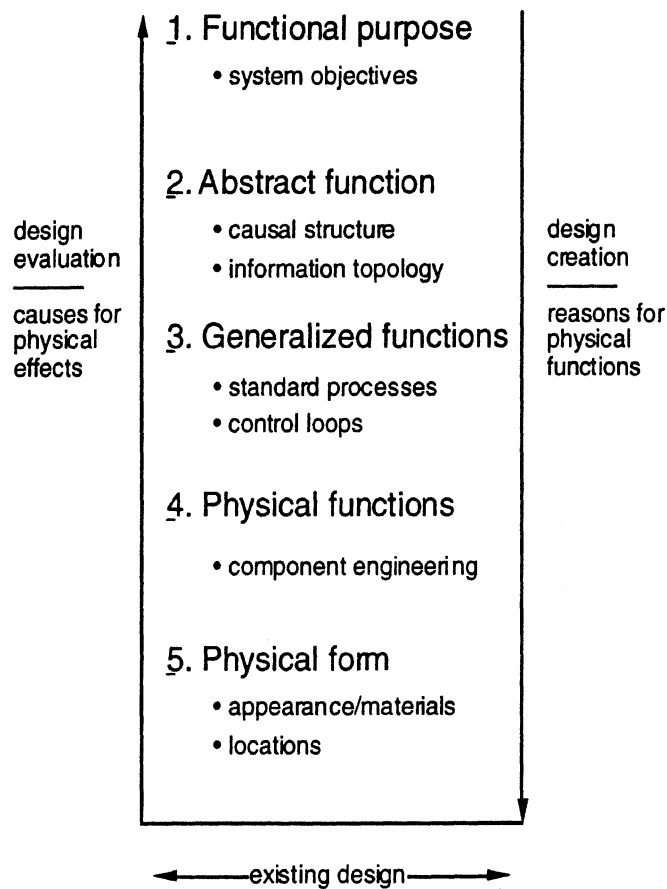 1. Functional purpose
• system objectives
2. Abstract function
• causal structure
• information topology
3. Generalized functions
• standard processes
• control loops
4. Physical functions
• component engineering
5. Physical form
• appearance/materials
• locations
design
evaluation
causes for
physical
effects
design
creation
reasons for
physical
functions
existing design